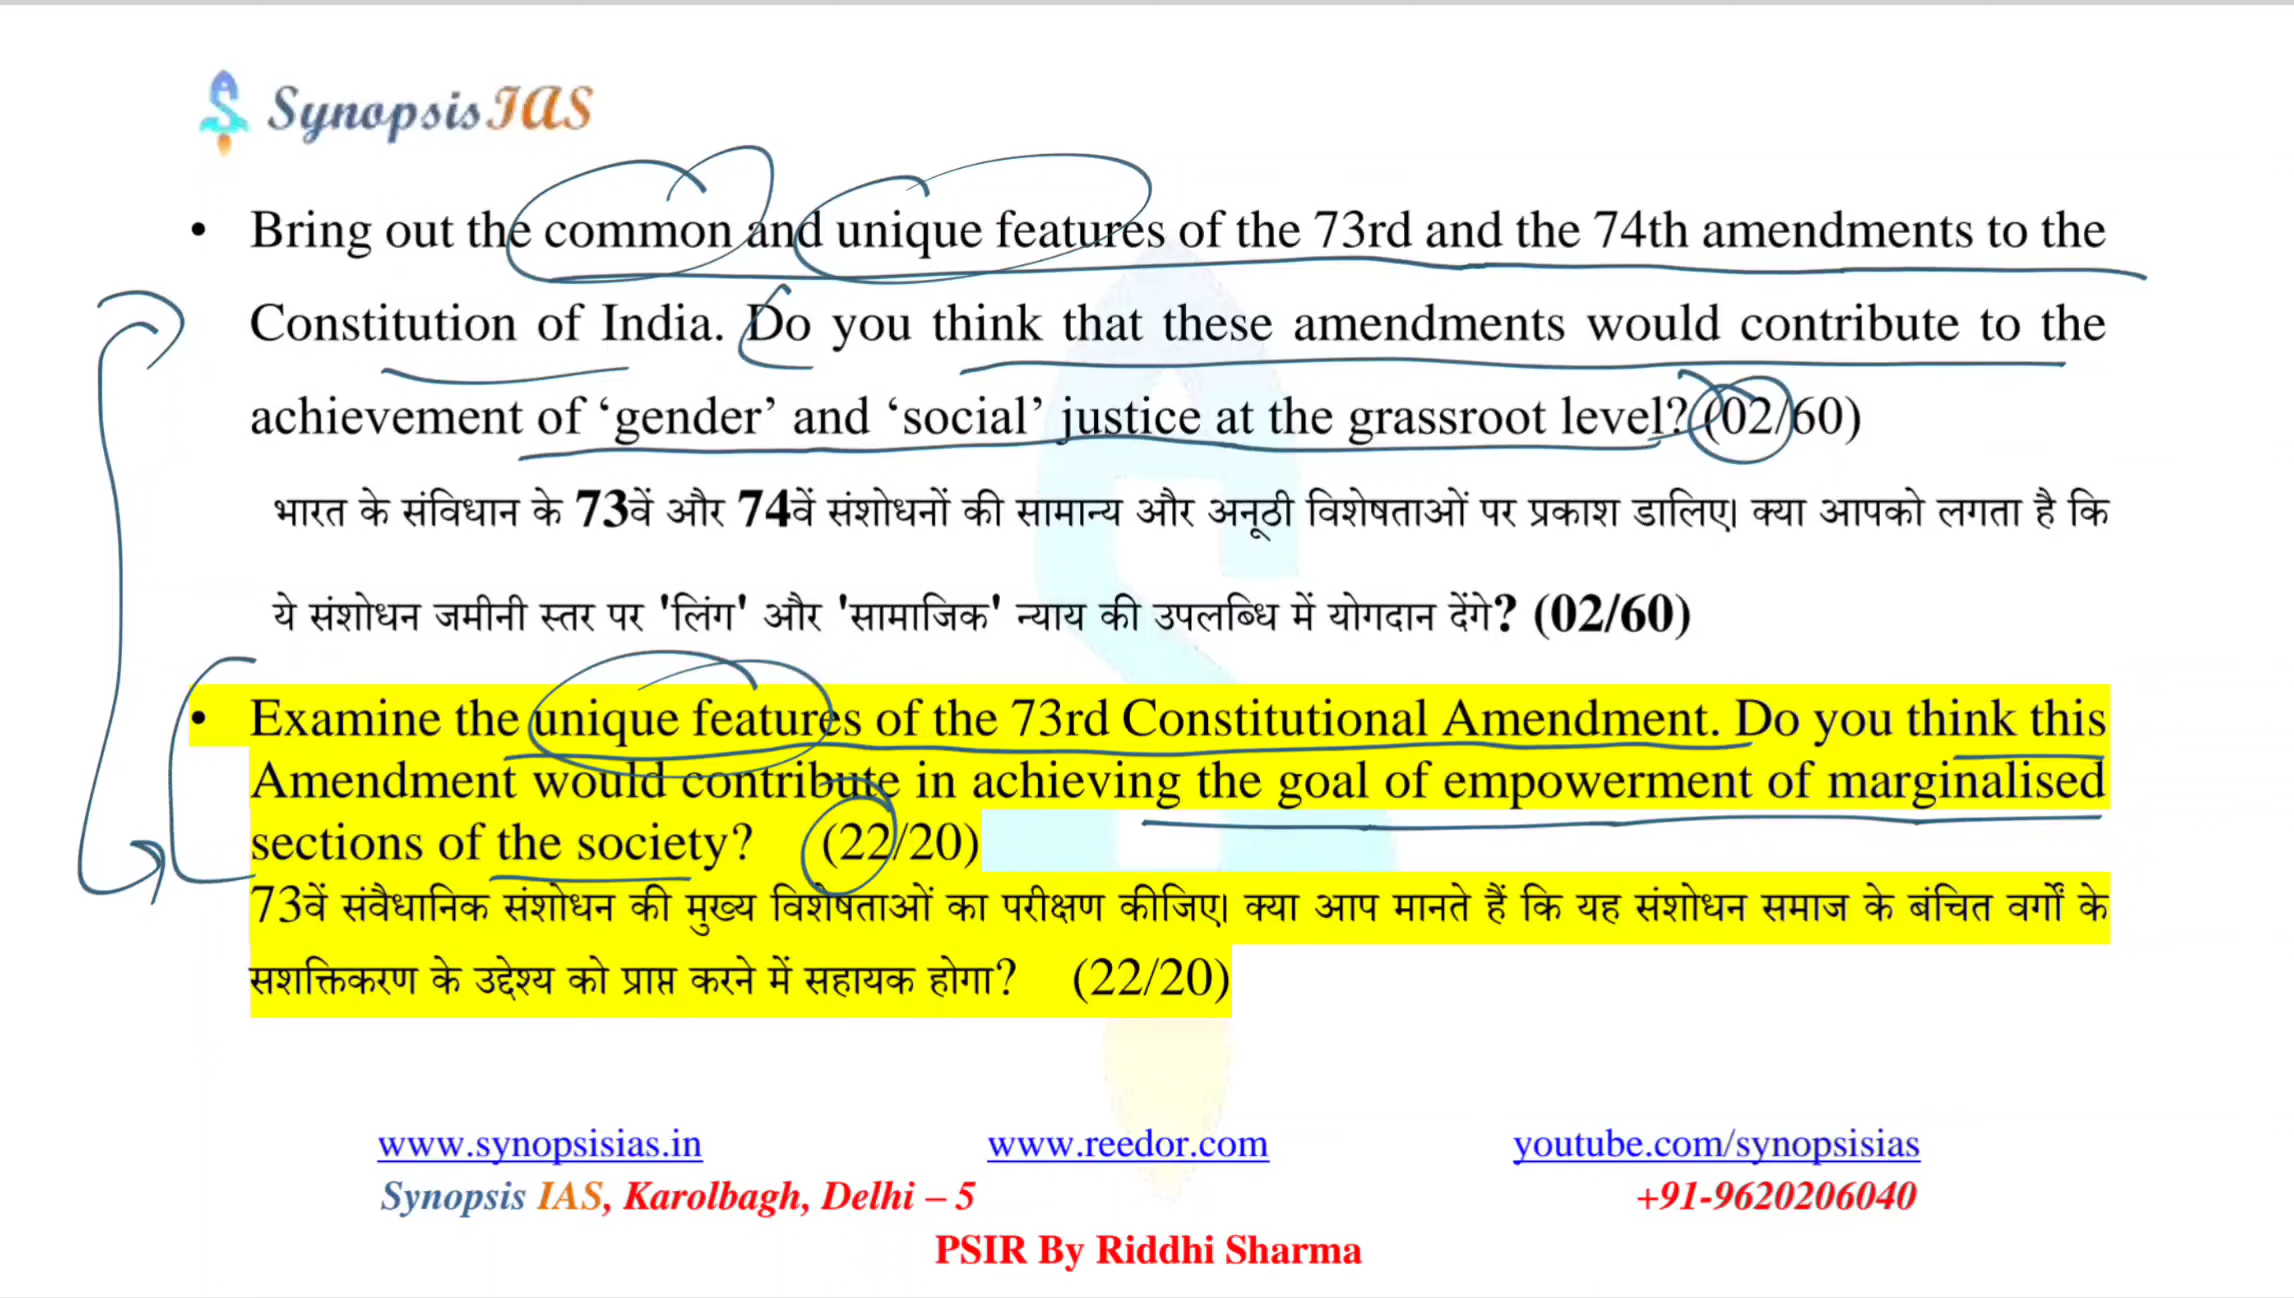 Synopsis IAS
• Bring out the common and unique features of the 73rd and the 74th amendments to the
Constitution of India. Do you think that these amendments would contribute to the
achievement of ‘gender’ and ‘social’ justice at the grassroot level? (02/60)
भारत के संविधान के 73वें और 74वें संशोधनों की सामान्य और अनूठी विशेषताओं पर प्रकाश डालिए। क्या आपको लगता है कि
ये संशोधन जमीनी स्तर पर 'लिंग' और 'सामाजिक' न्याय की उपलब्धि में योगदान देंगे? (02/60)
• Examine the unique features of the 73rd Constitutional Amendment. Do you think this
Amendment would contribute in achieving the goal of empowerment of marginalised
sections of the society? (22/20)
73वें संवैधानिक संशोधन की मुख्य विशेषताओं का परीक्षण कीजिए। क्या आप मानते हैं कि यह संशोधन समाज के बंचित वर्गों के
सशक्तिकरण के उद्देश्य को प्राप्त करने में सहायक होगा? (22/20)
www.synopsisias.in www.reedor.com youtube.com/synopsisias
Synopsis IAS, Karolbagh, Delhi – 5 +91-9620206040
PSIR By Riddhi Sharma